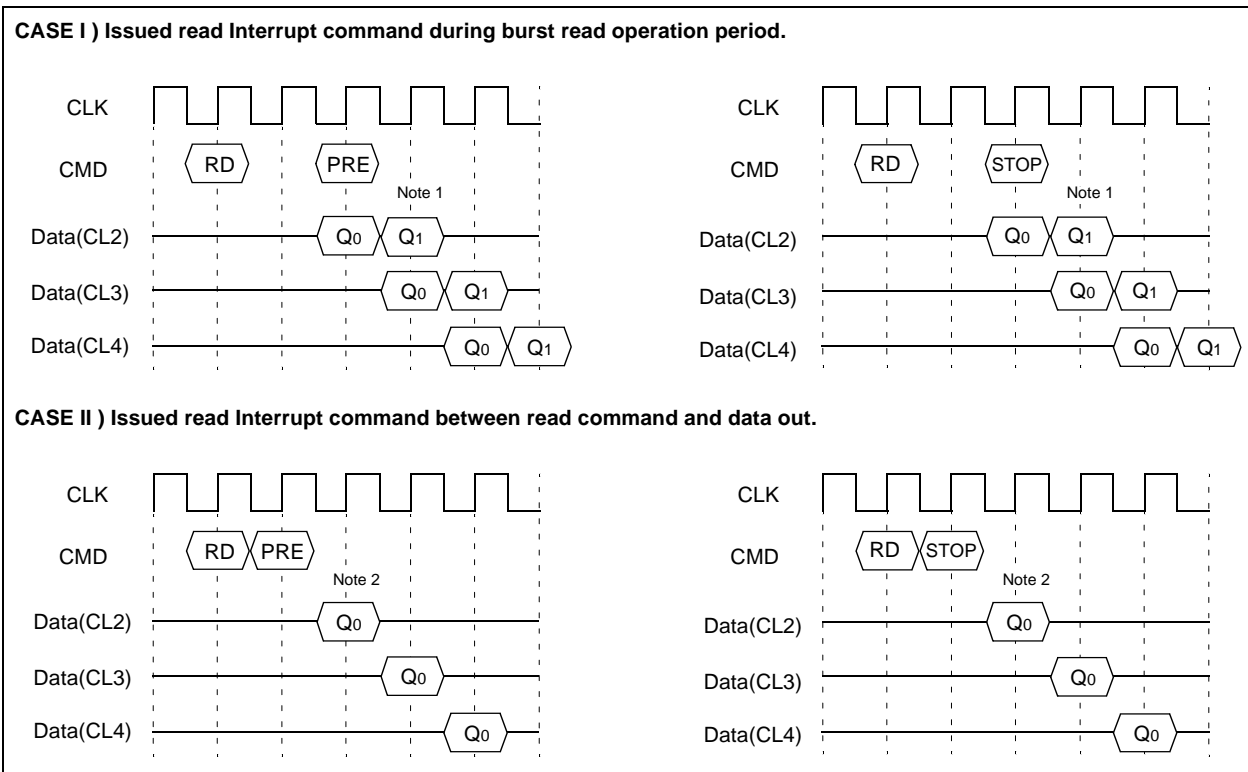 CASE I ) Issued read Interrupt command during burst read operation period.
CLK
CMD
RD
PRE
Note 1
Data(CL2)
Q0
Q1
Data(CL3)
Q0
Q1
Data(CL4)
Q0
Q1
CLK
CMD
RD
STOP
Note 1
Data(CL2)
Q0
Q1
Data(CL3)
Q0
Q1
Data(CL4)
Q0
Q1
CASE II ) Issued read Interrupt command between read command and data out.
CLK
CMD
RD
PRE
Note 2
Data(CL2)
Q0
Data(CL3)
Q0
Data(CL4)
Q0
CLK
CMD
RD
STOP
Note 2
Data(CL2)
Q0
Data(CL3)
Q0
Data(CL4)
Q0